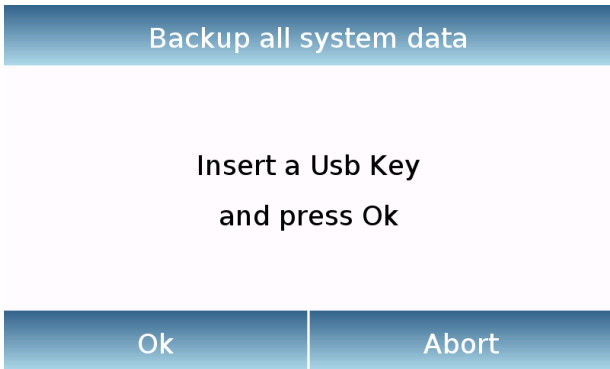 Backup all system data
Insert a Usb Key
and press Ok
Ok
Abort